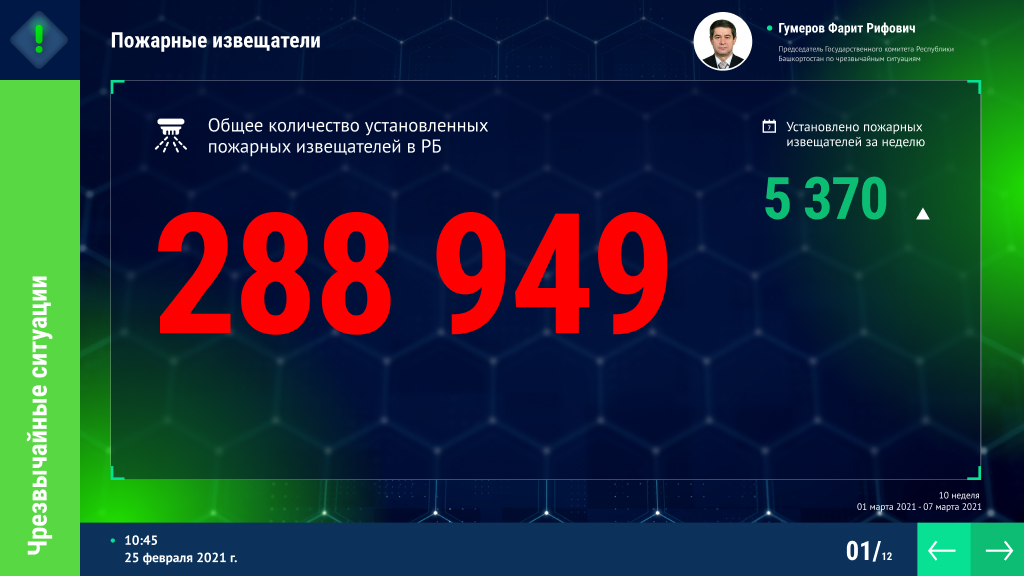 Пожарные извещатели
Гумеров Фарит Рифович
Председатель Государственного комитета Республики
Башкортостан по чрезвычайным ситуациям
Общее количество установленных
пожарных извещателей в РБ
288 949
7
Установлено пожарных
извещателей за неделю
5 370
Чрезвычайные ситуации
10 неделя
01 марта 2021 - 07 марта 2021
10:45
25 февраля 2021 г.
01/12